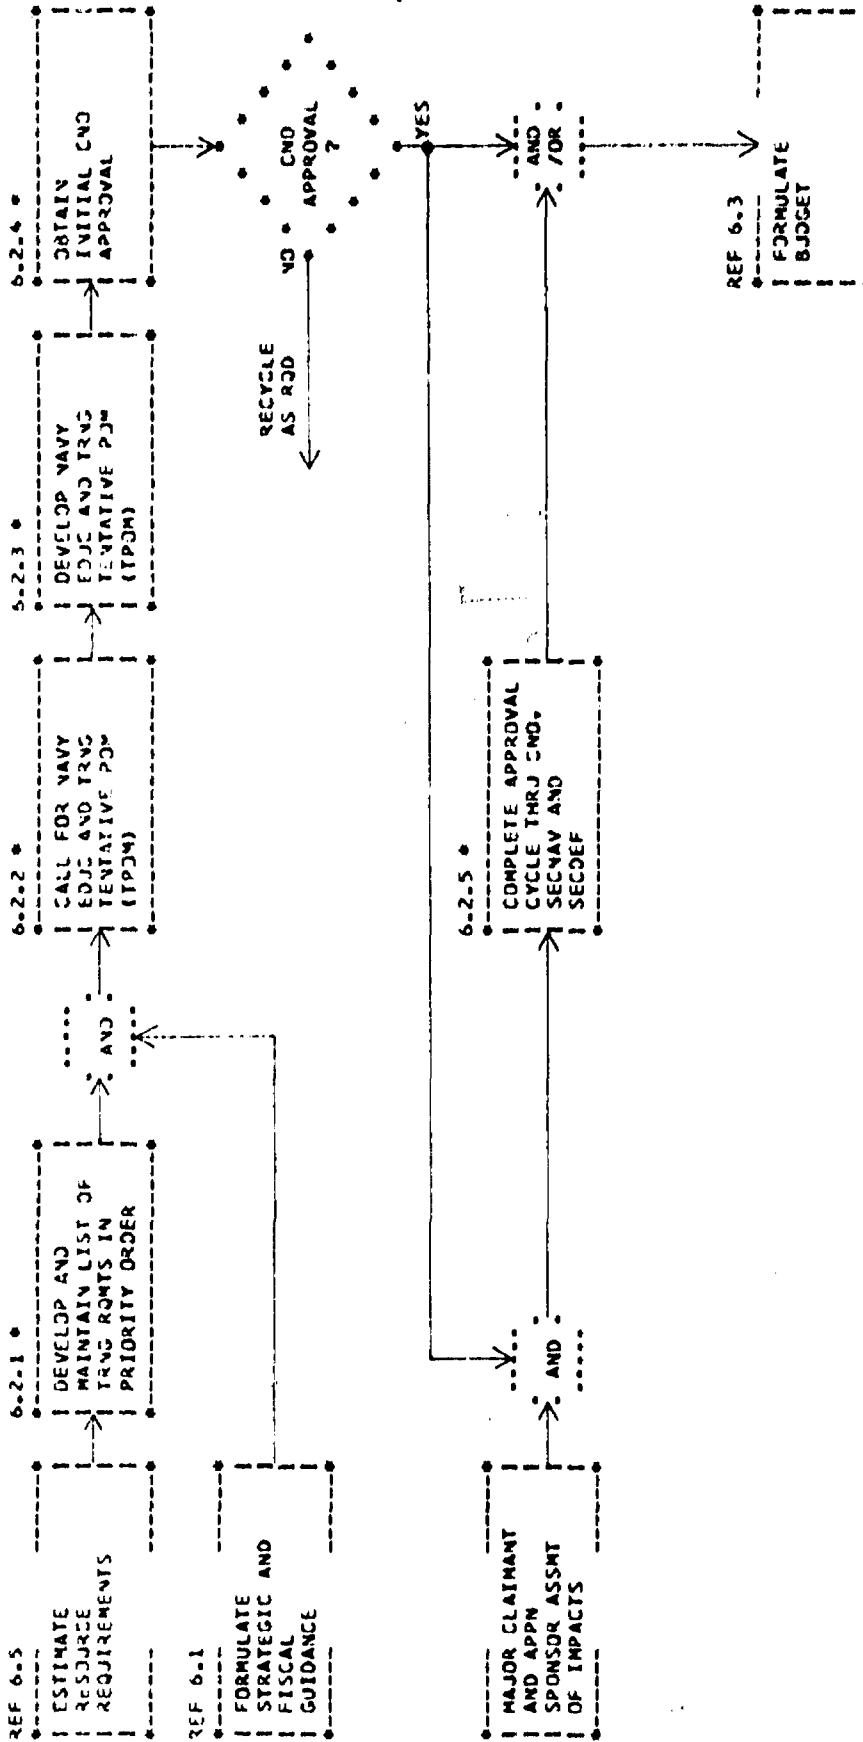 REF 6.5
ESTIMATE
RESOURCE
REQUIREMENTS
6.2.1 *
DEVELOP AND
MAINTAIN LIST OF
TRNG RQMTS IN
PRIORITY ORDER
AND
6.2.2 *
CALL FOR NAVY
EDUC AND TRNG
TENTATIVE POM
(TPOM)
6.2.3 *
DEVELOP NAVY
EDUC AND TRNG
TENTATIVE POM
(TPOM)
6.2.4 *
OBTAIN
INITIAL CNO
APPROVAL
REF 6.1
FORMULATE
STRATEGIC AND
FISCAL
GUIDANCE
RECYCLE
AS RQD
NO
CNO
APPROVAL
?
YES
MAJOR CLAIMANT
AND APPN
SPONSOR ASSMT
OF IMPACTS
AND
6.2.5 *
COMPLETE APPROVAL
CYCLE THRU CNO,
SECNAV AND
SECDEF
AND
/OR
REF 6.3
FORMULATE
BUDGET